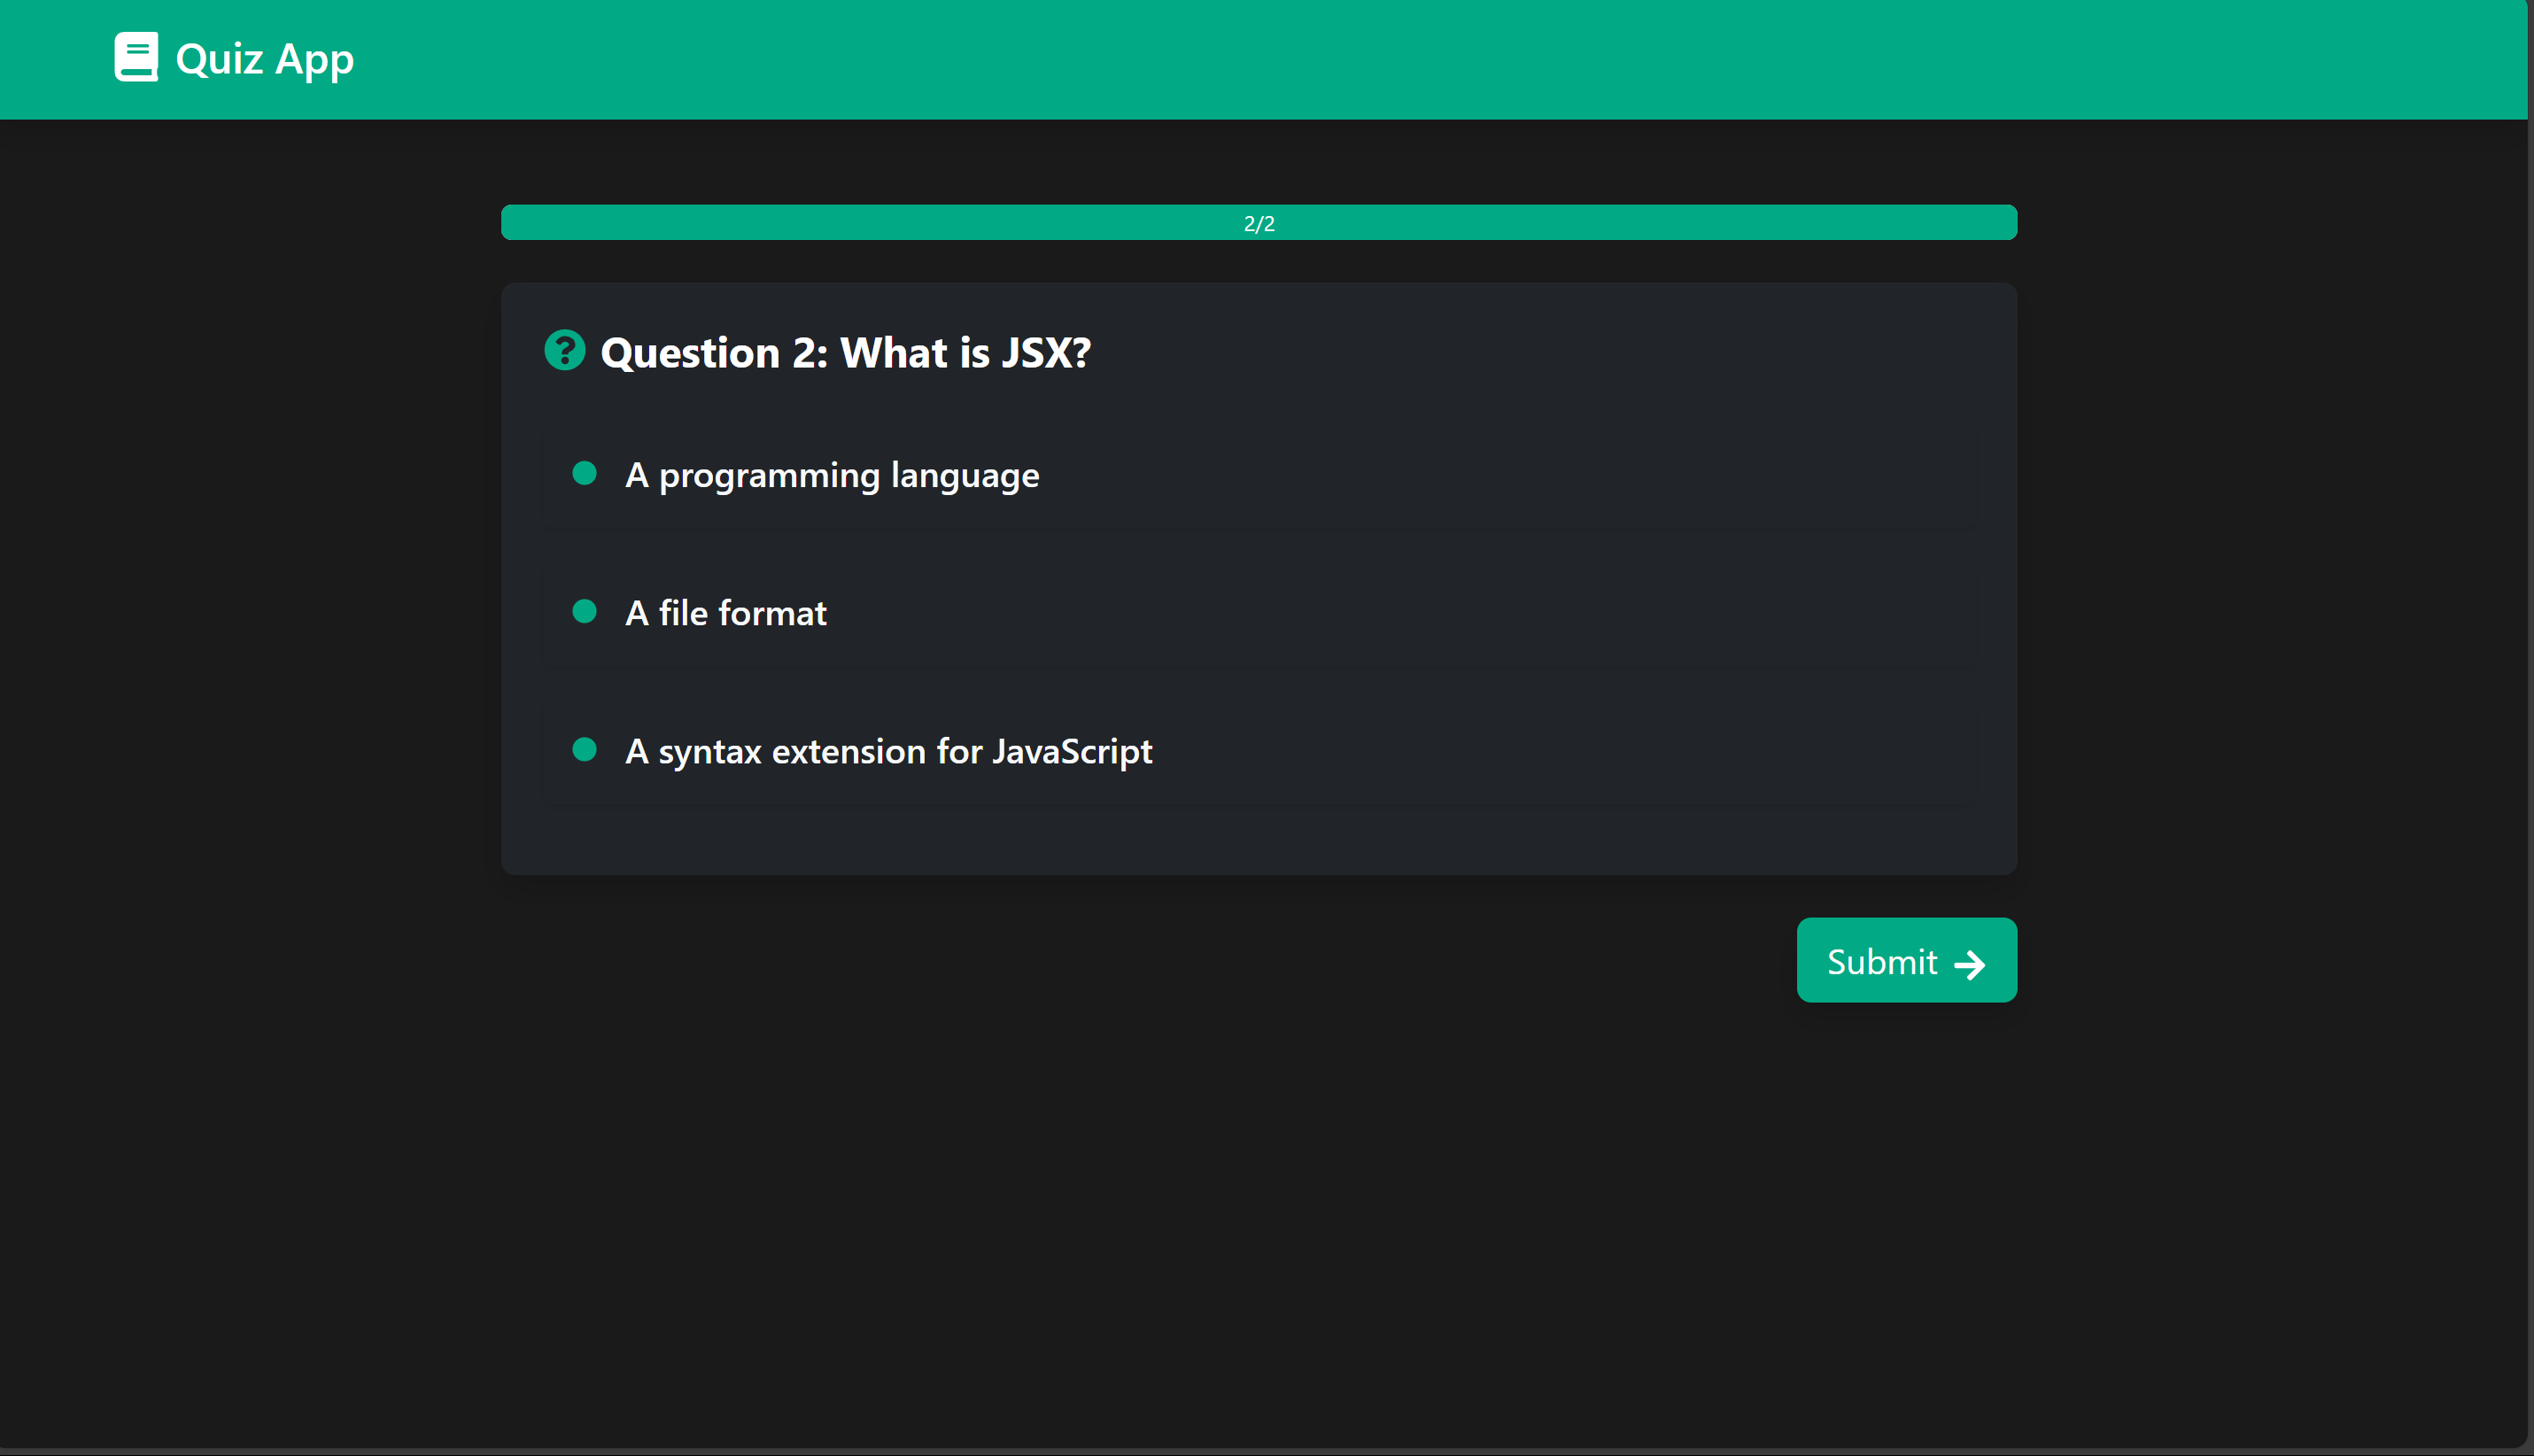 Quiz App
2/2
Question 2: What is JSX?
A programming language
A file format
A syntax extension for JavaScript
Submit